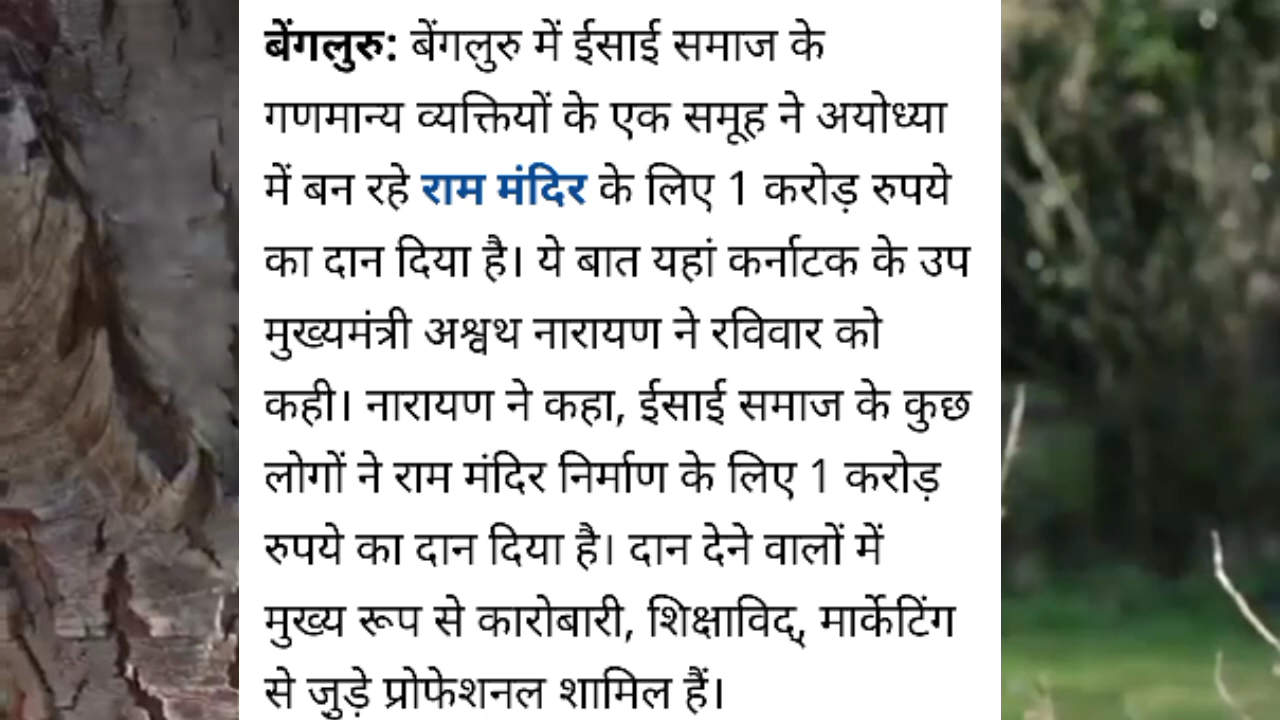 बेंगलुरु: बेंगलुरु में ईसाई समाज के
गणमान्य व्यक्तियों के एक समूह ने अयोध्या
में बन रहे राम मंदिर के लिए 1 करोड़ रुपये
का दान दिया है। ये बात यहां कर्नाटक के उप
मुख्यमंत्री अश्वथ नारायण ने रविवार को
कही। नारायण ने कहा, ईसाई समाज के कुछ
लोगों ने राम मंदिर निर्माण के लिए 1 करोड़
रुपये का दान दिया है। दान देने वालों में
मुख्य रूप से कारोबारी, शिक्षाविद्, मार्केटिंग
से जुड़े प्रोफेशनल शामिल हैं।